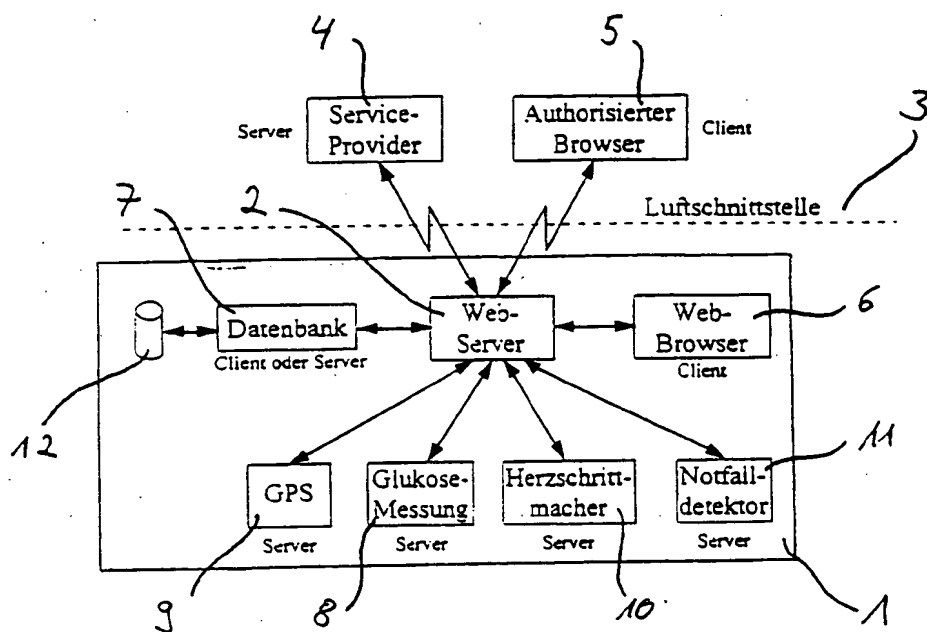 4
5
Server
Service-
Provider
Authorisierter
Browser
Client
3
Luftschnittstelle
7
2
6
Datenbank
Client oder Server
Web-
Server
Web-
Browser
Client
12
11
GPS
Server
Glukose-
Messung
Server
Herzschritt-
macher
Server
Notfall-
detektor
Server
9
8
10
1